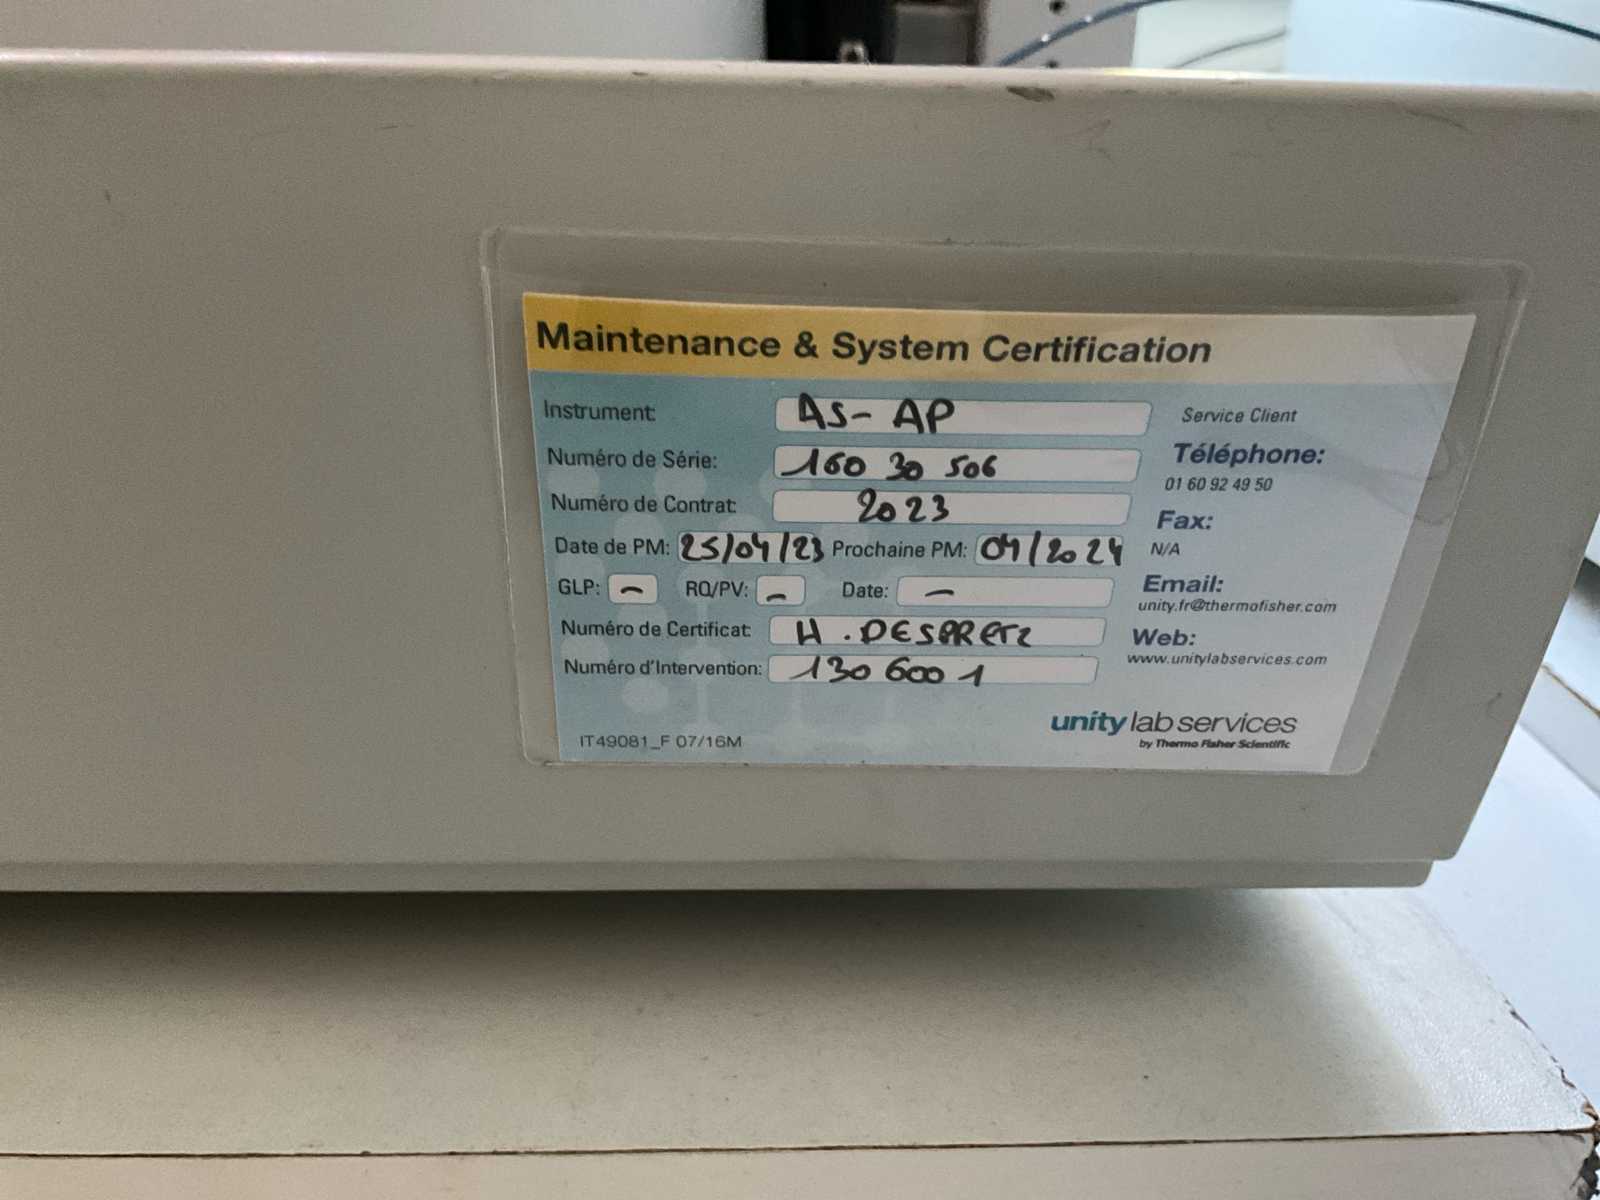 Maintenance & System Certification
Instrument: AS-AP
Numéro de Série: 160 30 506
Numéro de Contrat: 2023
Date de PM: 25/04/23 Prochaine PM: 04/2024
GLP: - RQ/PV: - Date: -
Numéro de Certificat: H. DESPRETZ
Numéro d'Intervention: 130 600 1
IT49081_F 07/16M
Service Client
Téléphone:
01 60 92 49 50
Fax:
N/A
Email:
unity.fr@thermofisher.com
Web:
www.unitylabservices.com
unity lab services
by Thermo Fisher Scientific